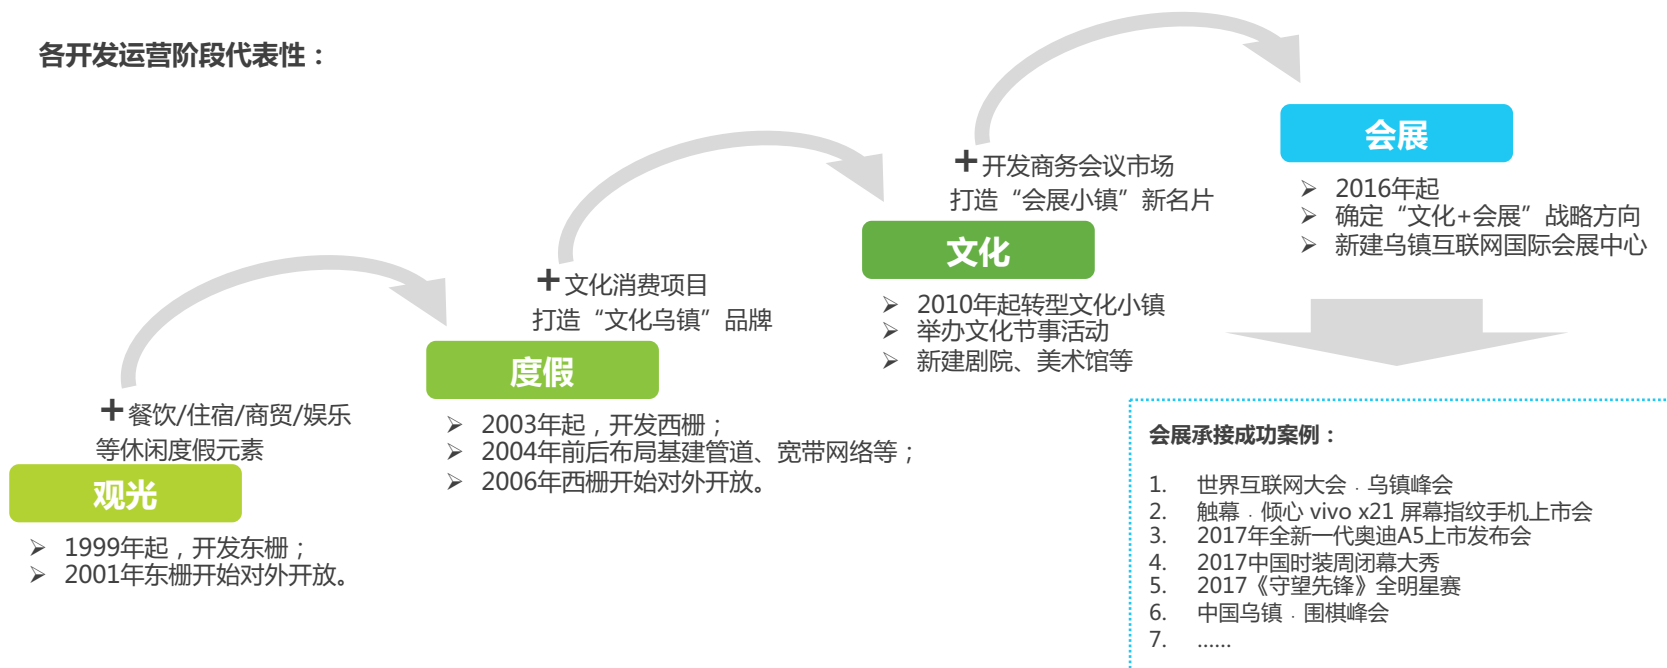 各开发运营阶段代表性：
+餐饮/住宿/商贸/娱乐
等休闲度假元素
观光
➢ 1999年起，开发东栅；
➢ 2001年东栅开始对外开放。
+文化消费项目
打造“文化乌镇”品牌
度假
➢ 2003年起，开发西栅；
➢ 2004年前后布局基建管道、宽带网络等；
➢ 2006年西栅开始对外开放。
+开发商务会议市场
打造“会展小镇”新名片
文化
➢ 2010年起转型文化小镇
➢ 举办文化节事活动
➢ 新建剧院、美术馆等
会展
➢ 2016年起
➢ 确定“文化+会展”战略方向
➢ 新建乌镇互联网国际会展中心
会展承接成功案例：
1. 世界互联网大会﹒乌镇峰会
2. 触幕﹒倾心 vivo x21 屏幕指纹手机上市会
3. 2017年全新一代奥迪A5上市发布会
4. 2017中国时装周闭幕大秀
5. 2017《守望先锋》全明星赛
6. 中国乌镇﹒围棋峰会
7. ……